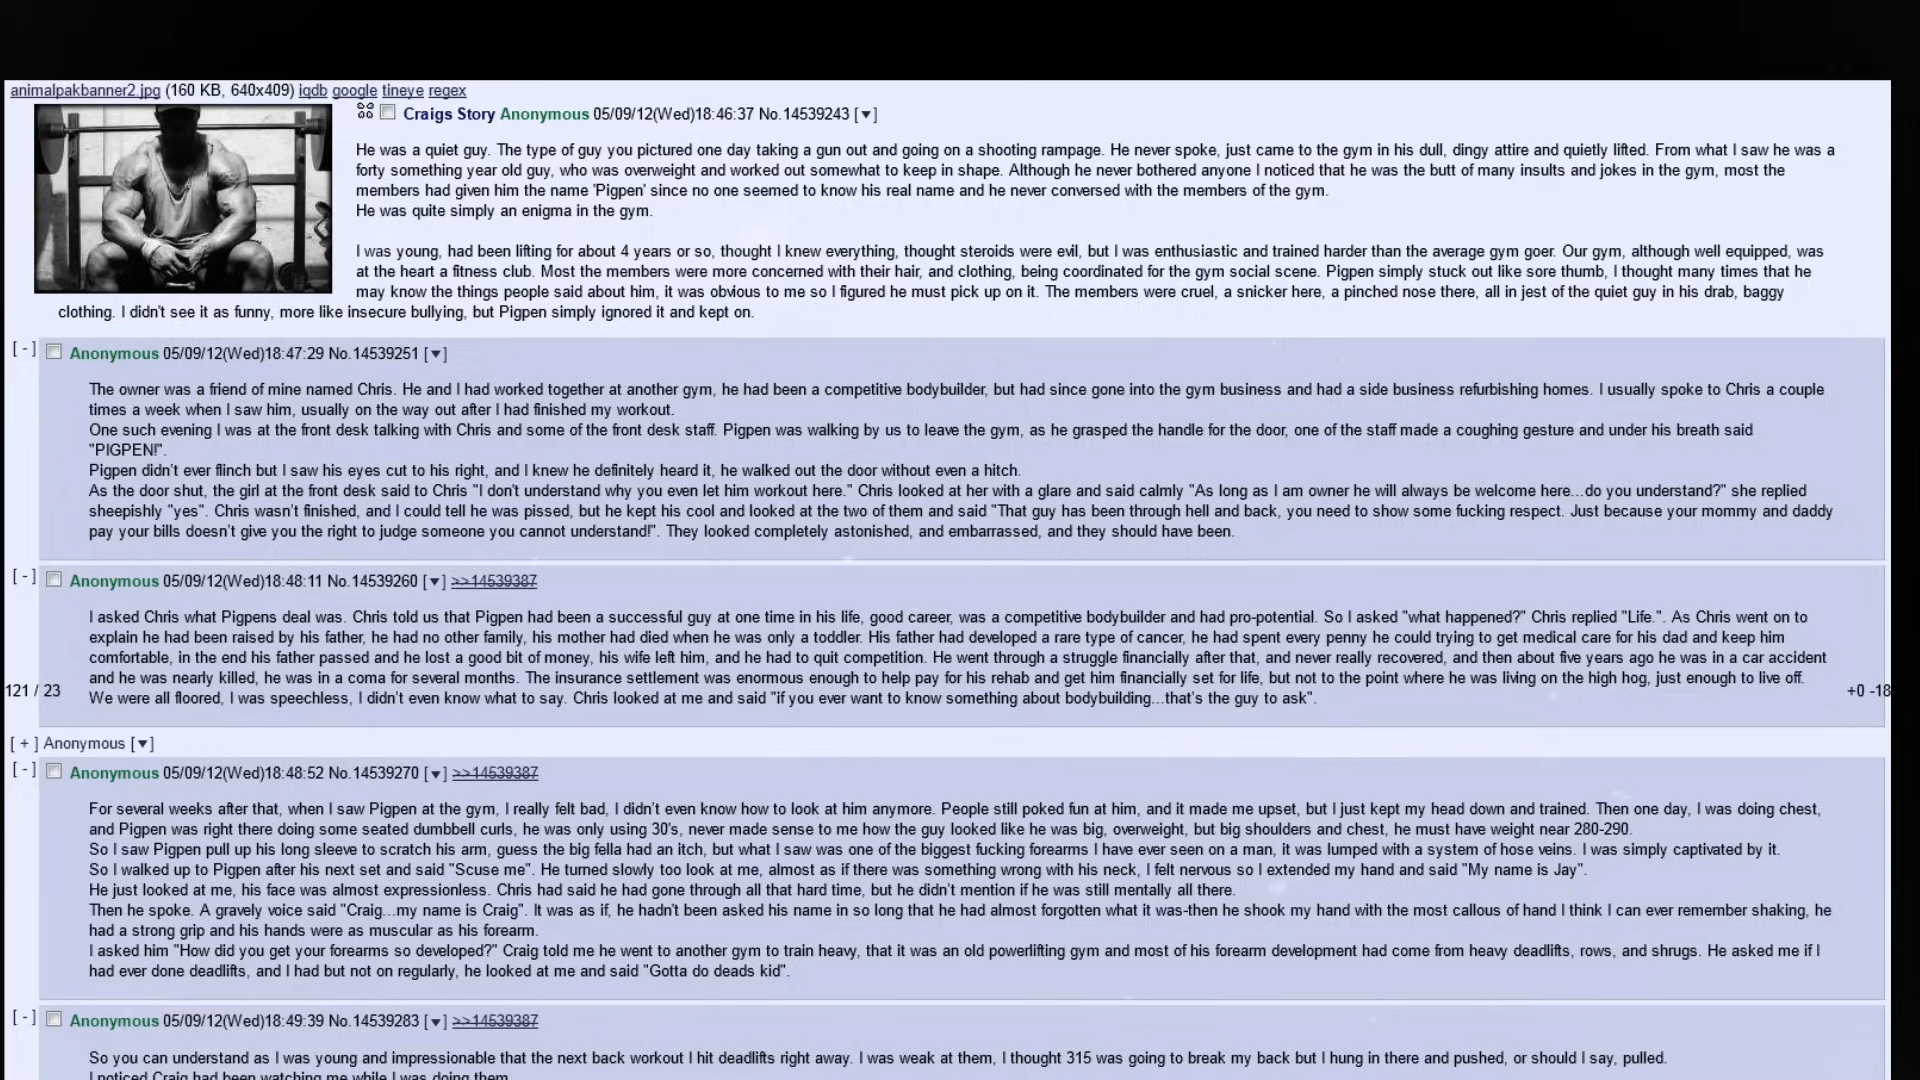 animalpakbanner2.jpg (160 KB, 640x409) iqdb google tineye regex
Craigs Story Anonymous 05/09/12(Wed)18:46:37 No.14539243 [▼]
He was a quiet guy. The type of guy you pictured one day taking a gun out and going on a shooting rampage. He never spoke, just came to the gym in his dull, dingy attire and quietly lifted. From what I saw he was a
forty something year old guy, who was overweight and worked out somewhat to keep in shape. Although he never bothered anyone I noticed that he was the butt of many insults and jokes in the gym, most the
members had given him the name 'Pigpen' since no one seemed to know his real name and he never conversed with the members of the gym.
He was quite simply an enigma in the gym.
I was young, had been lifting for about 4 years or so, thought I knew everything, thought steroids were evil, but I was enthusiastic and trained harder than the average gym goer. Our gym, although well equipped, was
at the heart a fitness club. Most the members were more concerned with their hair, and clothing, being coordinated for the gym social scene. Pigpen simply stuck out like sore thumb, I thought many times that he
may know the things people said about him, it was obvious to me so I figured he must pick up on it. The members were cruel, a snicker here, a pinched nose there, all in jest of the quiet guy in his drab, baggy
clothing. I didn't see it as funny, more like insecure bullying, but Pigpen simply ignored it and kept on.
[ - ] Anonymous 05/09/12(Wed)18:47:29 No.14539251 [▼]
The owner was a friend of mine named Chris. He and I had worked together at another gym, he had been a competitive bodybuilder, but had since gone into the gym business and had a side business refurbishing homes. I usually spoke to Chris a couple
times a week when I saw him, usually on the way out after I had finished my workout.
One such evening I was at the front desk talking with Chris and some of the front desk staff. Pigpen was walking by us to leave the gym, as he grasped the handle for the door, one of the staff made a coughing gesture and under his breath said
"PIGPEN!".
Pigpen didn't ever flinch but I saw his eyes cut to his right, and I knew he definitely heard it, he walked out the door without even a hitch.
As the door shut, the girl at the front desk said to Chris "I don't understand why you even let him workout here." Chris looked at her with a glare and said calmly "As long as I am owner he will always be welcome here...do you understand?" she replied
sheepishly "yes". Chris wasn't finished, and I could tell he was pissed, but he kept his cool and looked at the two of them and said "That guy has been through hell and back, you need to show some fucking respect. Just because your mommy and daddy
pay your bills doesn't give you the right to judge someone you cannot understand!". They looked completely astonished, and embarrassed, and they should have been.
[ - ] Anonymous 05/09/12(Wed)18:48:11 No.14539260 [▼] >>14539387
I asked Chris what Pigpens deal was. Chris told us that Pigpen had been a successful guy at one time in his life, good career, was a competitive bodybuilder and had pro-potential. So I asked "what happened?" Chris replied "Life.". As Chris went on to
explain he had been raised by his father, he had no other family, his mother had died when he was only a toddler. His father had developed a rare type of cancer, he had spent every penny he could trying to get medical care for his dad and keep him
comfortable, in the end his father passed and he lost a good bit of money, his wife left him, and he had to quit competition. He went through a struggle financially after that, and never really recovered, and then about five years ago he was in a car accident
and he was nearly killed, he was in a coma for several months. The insurance settlement was enormous enough to help pay for his rehab and get him financially set for life, but not to the point where he was living on the high hog, just enough to live off.
121 / 23
+0 -18
We were all floored, I was speechless, I didn't even know what to say. Chris looked at me and said "if you ever want to know something about bodybuilding...that's the guy to ask".
[ + ] Anonymous [▼]
[ - ] Anonymous 05/09/12(Wed)18:48:52 No.14539270 [▼] >>14539387
For several weeks after that, when I saw Pigpen at the gym, I really felt bad, I didn't even know how to look at him anymore. People still poked fun at him, and it made me upset, but I just kept my head down and trained. Then one day, I was doing chest,
and Pigpen was right there doing some seated dumbbell curls, he was only using 30's, never made sense to me how the guy looked like he was big, overweight, but big shoulders and chest, he must have weight near 280-290.
So I saw Pigpen pull up his long sleeve to scratch his arm, guess the big fella had an itch, but what I saw was one of the biggest fucking forearms I have ever seen on a man, it was lumped with a system of hose veins. I was simply captivated by it.
So I walked up to Pigpen after his next set and said "Scuse me". He turned slowly too look at me, almost as if there was something wrong with his neck, I felt nervous so I extended my hand and said "My name is Jay".
He just looked at me, his face was almost expressionless. Chris had said he had gone through all that hard time, but he didn't mention if he was still mentally all there.
Then he spoke. A gravely voice said "Craig...my name is Craig". It was as if, he hadn't been asked his name in so long that he had almost forgotten what it was-then he shook my hand with the most callous of hand I think I can ever remember shaking, he
had a strong grip and his hands were as muscular as his forearm.
I asked him "How did you get your forearms so developed?" Craig told me he went to another gym to train heavy, that it was an old powerlifting gym and most of his forearm development had come from heavy deadlifts, rows, and shrugs. He asked me if I
had ever done deadlifts, and I had but not on regularly, he looked at me and said "Gotta do deads kid".
[ - ] Anonymous 05/09/12(Wed)18:49:39 No.14539283 [▼] >>14539387
So you can understand as I was young and impressionable that the next back workout I hit deadlifts right away. I was weak at them, I thought 315 was going to break my back but I hung in there and pushed, or should I say, pulled.
I noticed Craig had been watching me while I was doing them